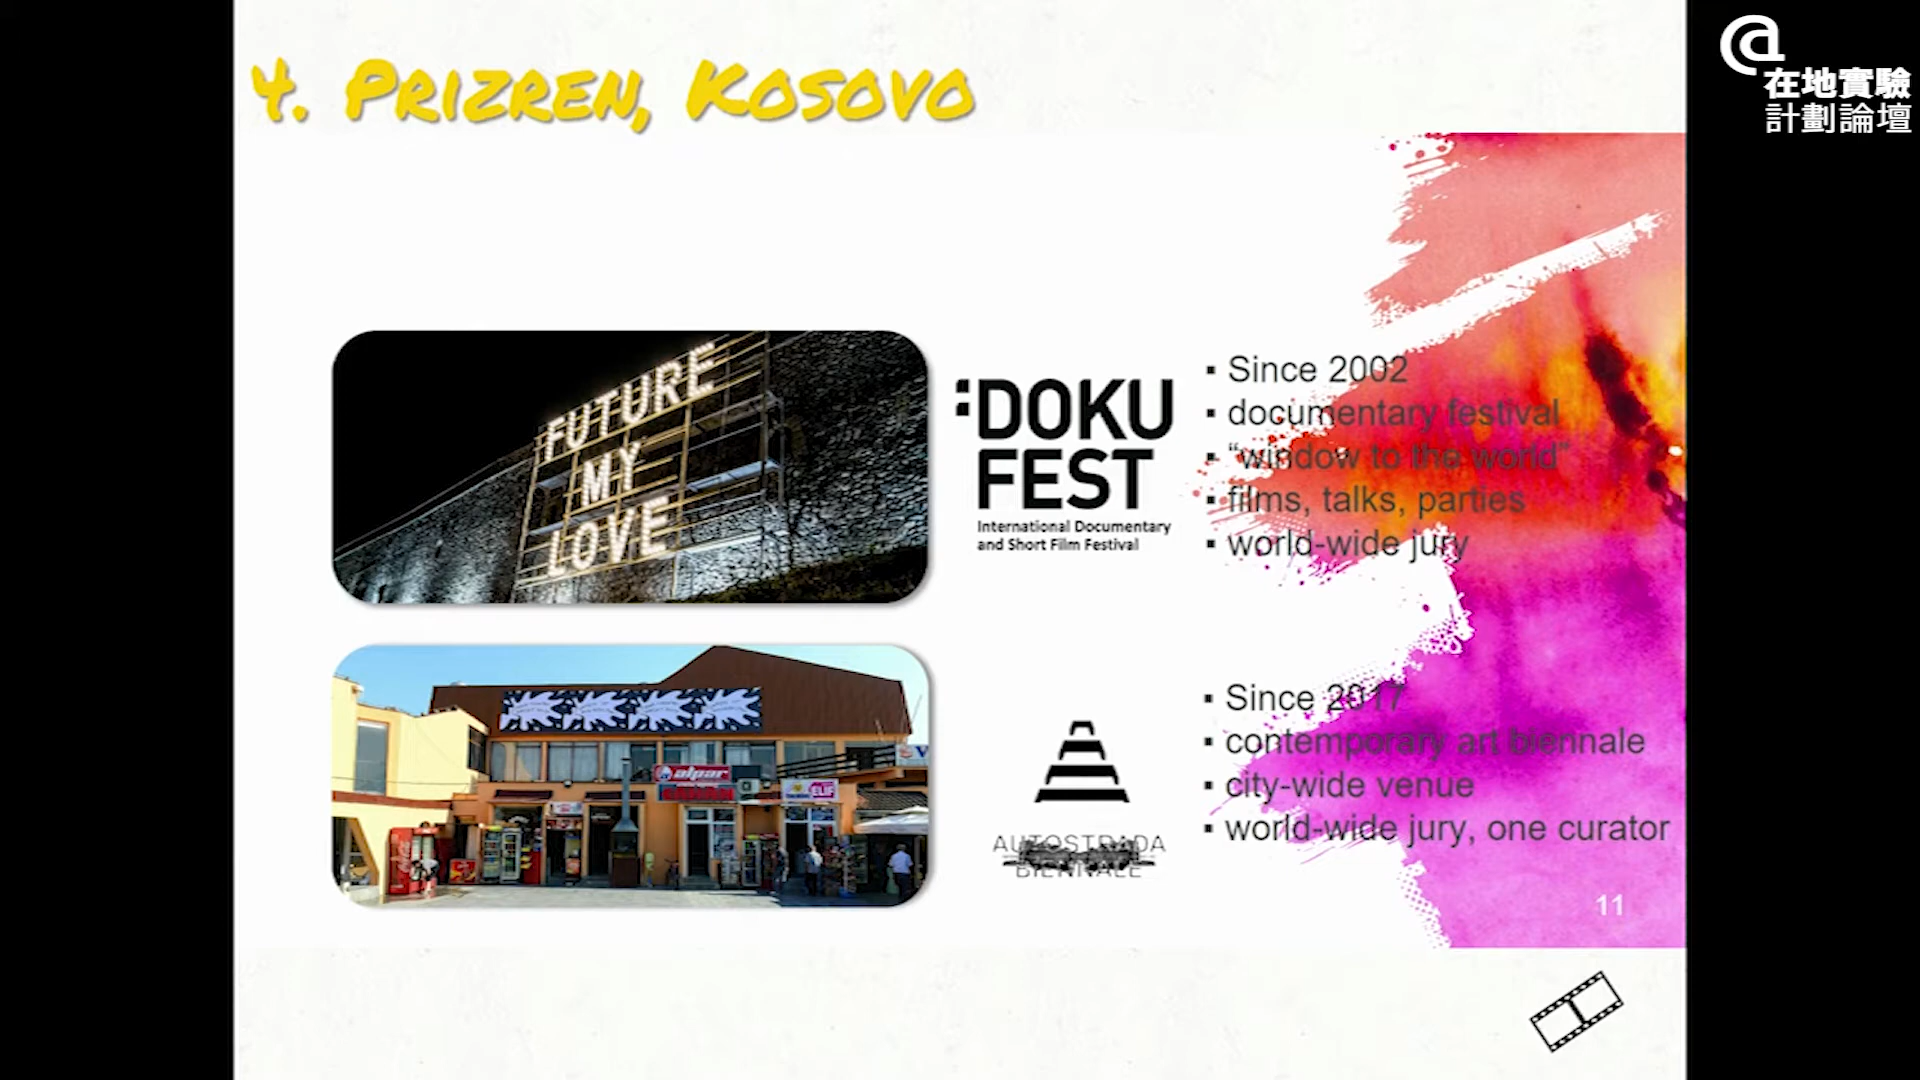 4. Prizren, Kosovo
@
在地實驗
計劃論壇
FUTURE
MY
LOVE
:DOKU
FEST
International Documentary
and Short Film Festival
▪ Since 2002
▪ documentary festival
▪ “window to the world”
▪ films, talks, parties
▪ world-wide jury
alpar
ELIF
AUTOSTRADA
BIENNALE
▪ Since 2017
▪ contemporary art biennale
▪ city-wide venue
▪ world-wide jury, one curator
11